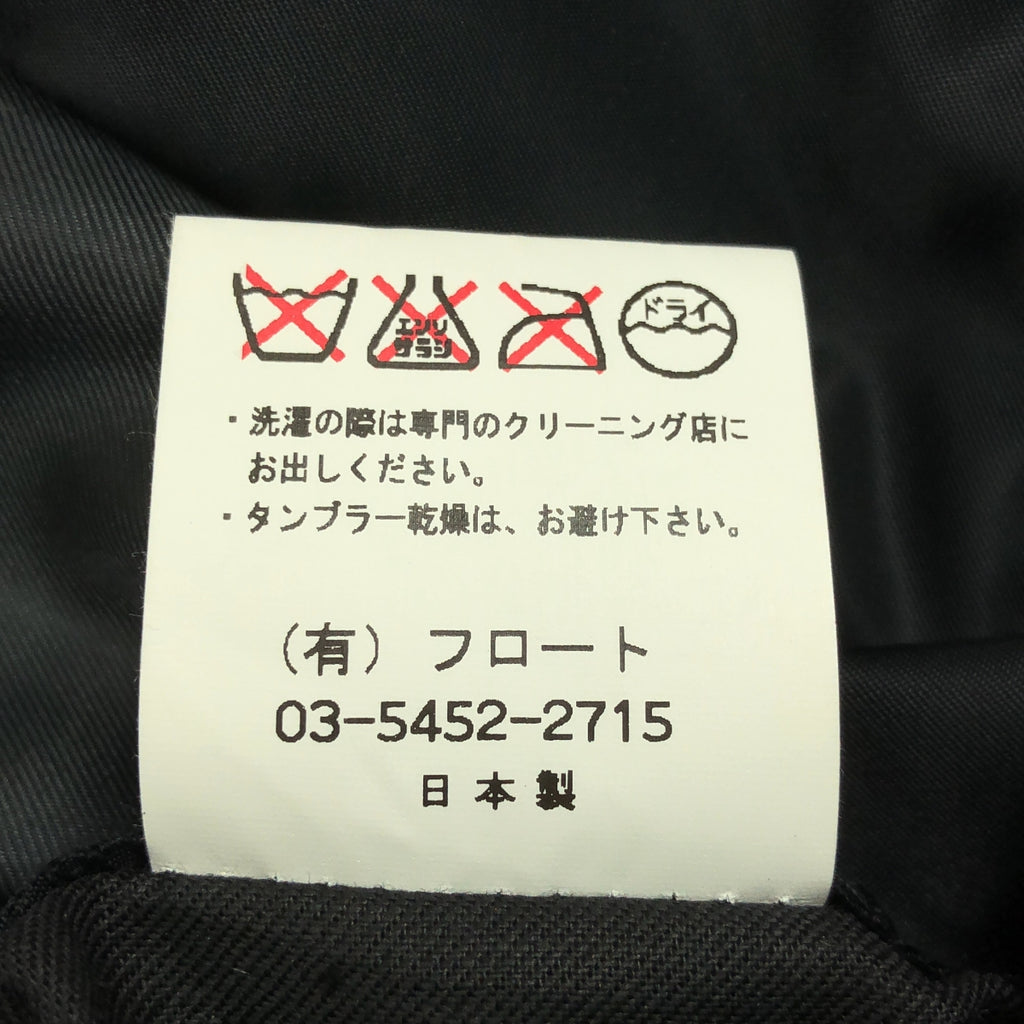 エンソ サラシ ドライ
・洗濯の際は専門のクリーニング店に
お出しください。
・タンブラー乾燥は、お避け下さい。
（有）フロート
03-5452-2715
日本製